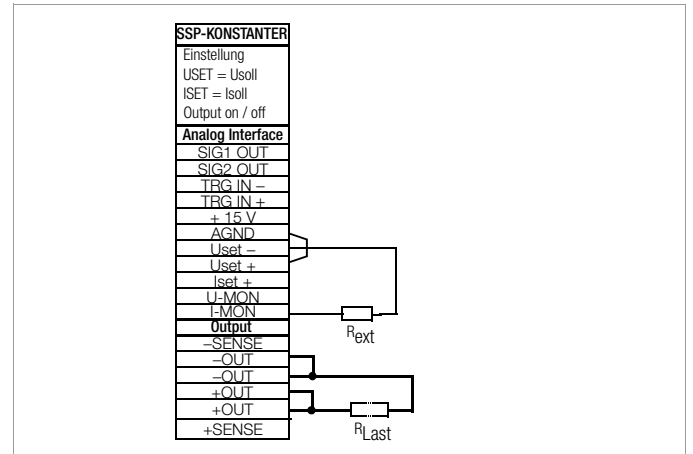 SSP-KONSTANTER
Einstellung
USET = Usoll
ISET = Isoll
Output on / off
Analog Interface
SIG1 OUT
SIG2 OUT
TRG IN –
TRG IN +
+ 15 V
AGND
Uset –
Uset +
Iset +
U-MON
I-MON
Rext
Output
–SENSE
–OUT
–OUT
+OUT
+OUT
+SENSE
RLast